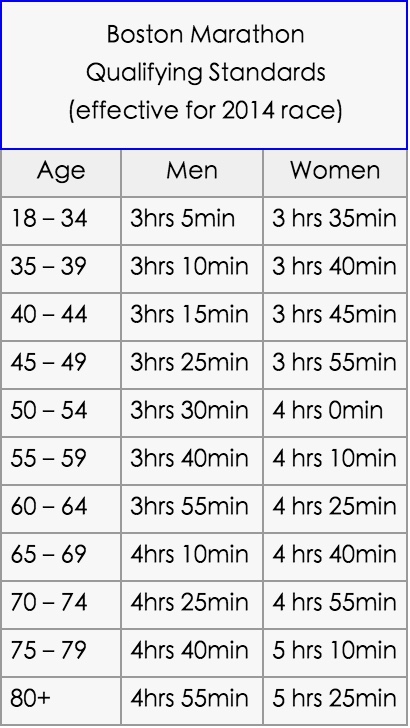 Boston Marathon
Qualifying Standards
(effective for 2014 race)
Age Men Women
18 – 34 3hrs 5min 3 hrs 35min
35 – 39 3hrs 10min 3 hrs 40min
40 – 44 3hrs 15min 3 hrs 45min
45 – 49 3hrs 25min 3 hrs 55min
50 – 54 3hrs 30min 4 hrs 0min
55 – 59 3hrs 40min 4 hrs 10min
60 – 64 3hrs 55min 4 hrs 25min
65 – 69 4hrs 10min 4 hrs 40min
70 – 74 4hrs 25min 4 hrs 55min
75 – 79 4hrs 40min 5 hrs 10min
80+ 4hrs 55min 5 hrs 25min